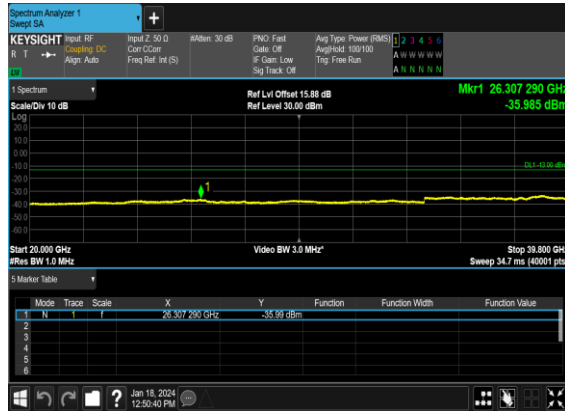 Spectrum Analyzer 1
Swept SA
+
KEYSIGHT Input: RF Input Z: 50 Ω #Atten: 30 dB PNO: Fast Avg Type: Power (RMS) 1 2 3 4 5 6
R T Coupling: DC Corr CCorr Gate: Off Avg|Hold: 100/100 A W W W W W
Align: Auto Freq Ref: Int (S) IF Gain: Low Trig: Free Run
LW Sig Track: Off A N N N N N
1 Spectrum Ref Lvl Offset 15.88 dB Mkr1 26.307 290 GHz
Scale/Div 10 dB Ref Level 30.00 dBm -35.985 dBm
Log
20.0
10.0
0.00
-10.0 DL1 -13.00 dBm
-20.0
-30.0 1
-40.0
-50.0
-60.0
Start 20.000 GHz Video BW 3.0 MHz* Stop 39.800 GHz
#Res BW 1.0 MHz Sweep 34.7 ms (40001 pts
5 Marker Table
Mode Trace Scale X Y Function Function Width Function Value
1 N 1 f 26.307 290 GHz -35.99 dBm
2
3
4
5
6
? Jan 18, 2024
12:50:40 PM